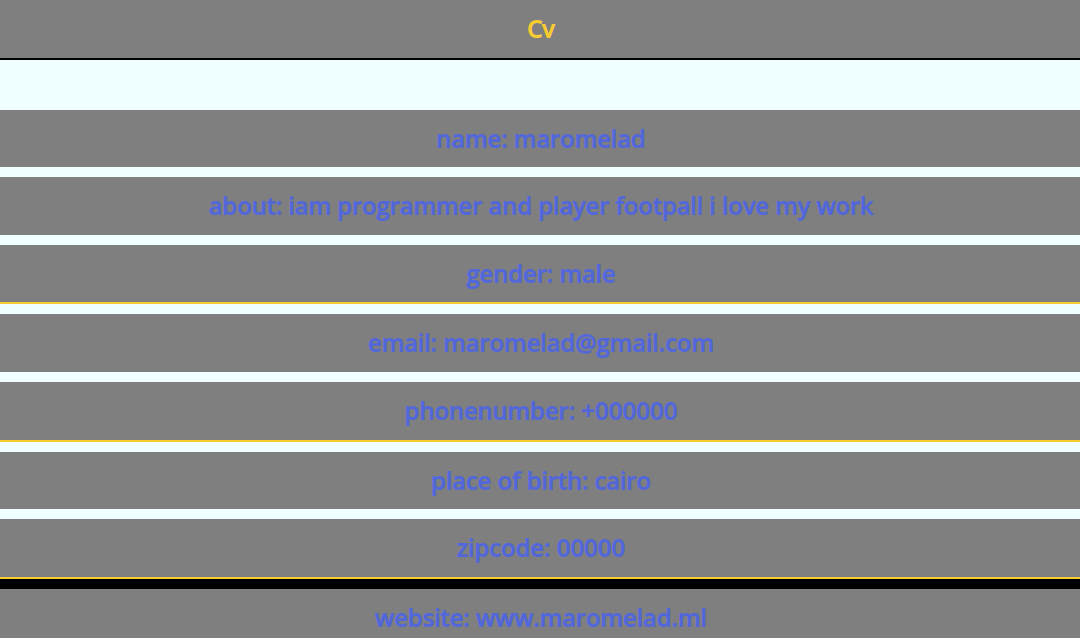 Cv
name: maromelad
about: iam programmer and player footpall i love my work
gender: male
email: maromelad@gmail.com
phonenumber: +000000
place of birth: cairo
zipcode: 00000
website: www.maromelad.ml